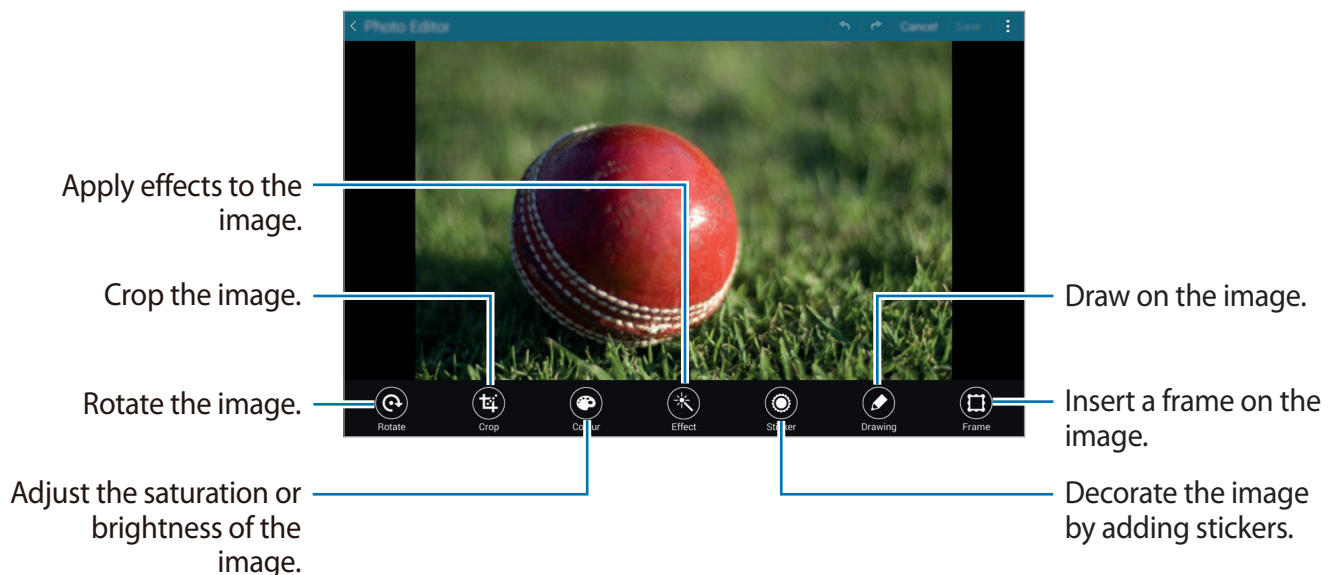 Photo Editor
Cancel
Save
Apply effects to the
image.
Crop the image.
Rotate the image.
Adjust the saturation or
brightness of the
image.
Draw on the image.
Insert a frame on the
image.
Decorate the image
by adding stickers.
Rotate
Crop
Colour
Effect
Sticker
Drawing
Frame